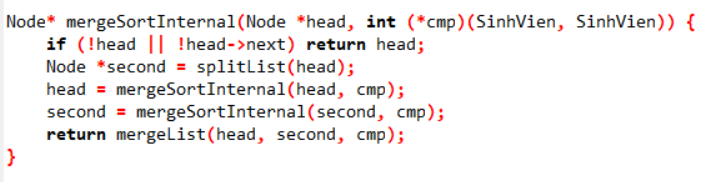 Node* mergeSortInternal(Node *head, int (*cmp)(SinhVien, SinhVien)) {
    if (!head || !head->next) return head;
    Node *second = splitList(head);
    head = mergeSortInternal(head, cmp);
    second = mergeSortInternal(second, cmp);
    return mergeList(head, second, cmp);
}